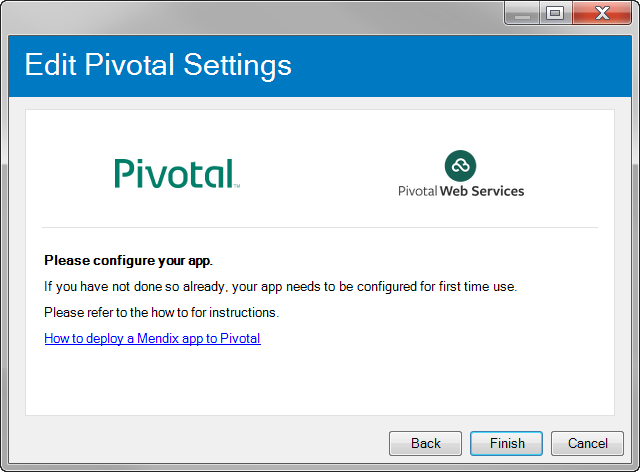 Edit Pivotal Settings
Pivotal™
Pivotal Web Services
Please configure your app.
If you have not done so already, your app needs to be configured for first time use.
Please refer to the how to for instructions.
How to deploy a Mendix app to Pivotal
Back Finish Cancel